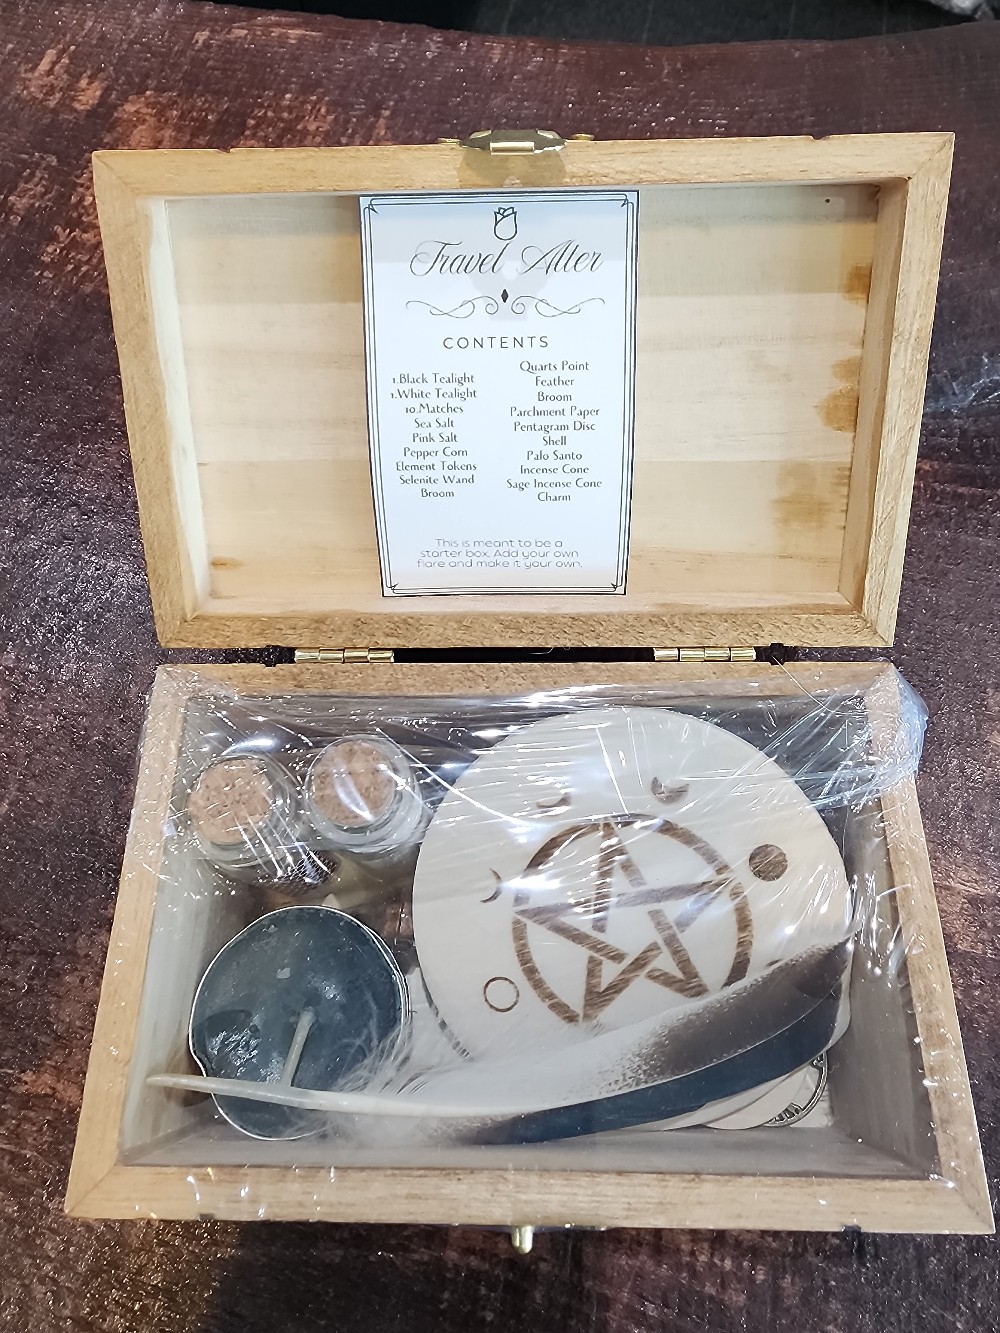 Travel Alter
CONTENTS
1.Black Tealight
1.White Tealight
10.Matches
Sea Salt
Pink Salt
Pepper Corn
Element Tokens
Selenite Wand
Broom
Quarts Point
Feather
Broom
Parchment Paper
Pentagram Disc
Shell
Palo Santo
Incense Cone
Sage Incense Cone
Charm
This is meant to be a
starter box. Add your own
flare and make it your own.